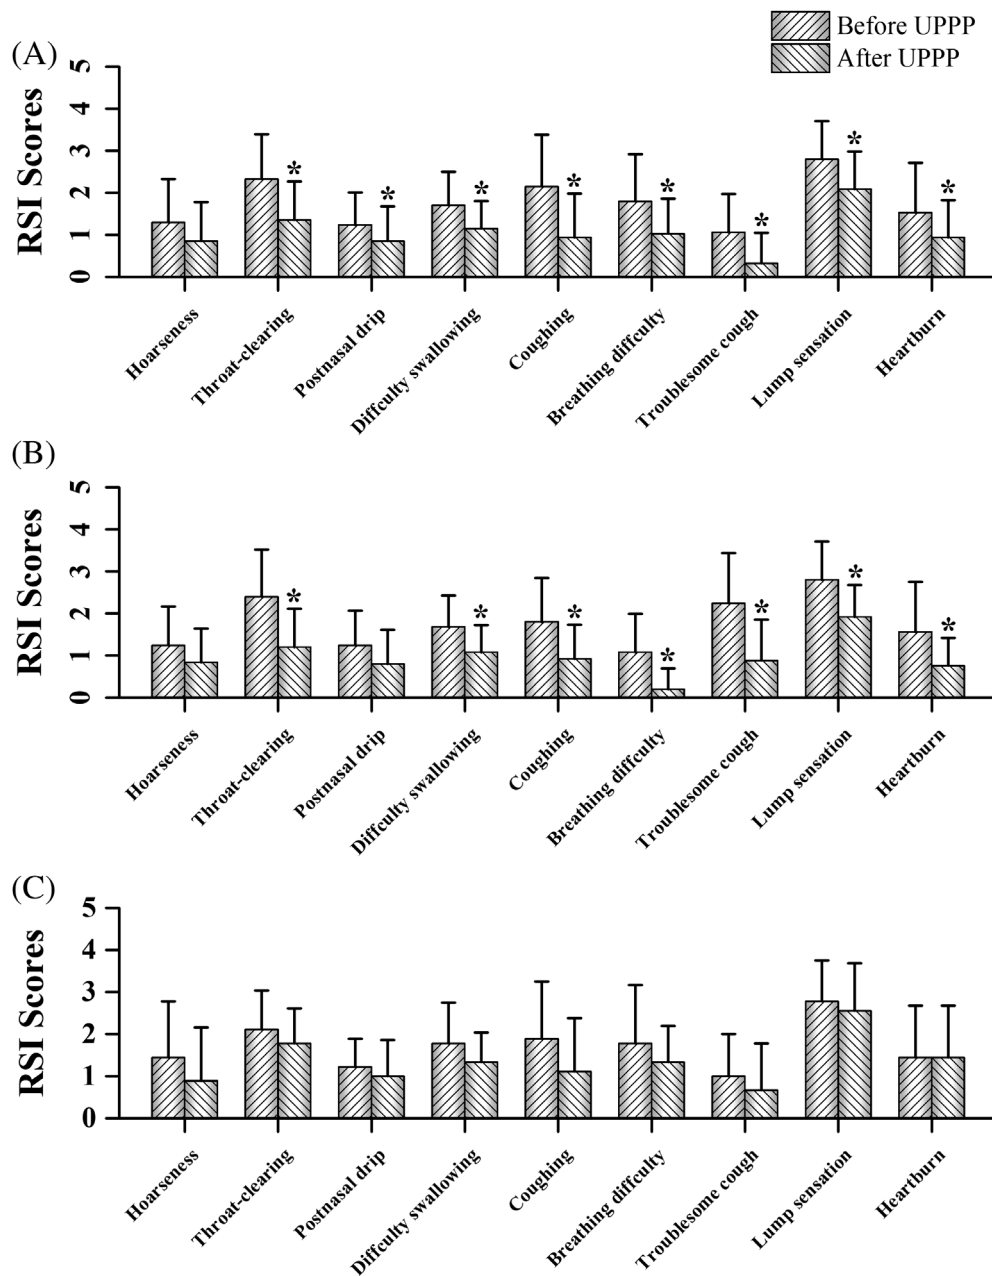 Before UPPP
After UPPP
(A)
RSI Scores
5
4
3
2
1
0
*
*
*
*
*
*
*
*
Hoarseness
Throat-clearing
Postnasal drip
Diffculty swallowing
Coughing
Breathing diffculty
Troublesome cough
Lump sensation
Heartburn
(B)
RSI Scores
5
4
3
2
1
0
*
*
*
*
*
*
*
Hoarseness
Throat-clearing
Postnasal drip
Diffculty swallowing
Coughing
Breathing diffculty
Troublesome cough
Lump sensation
Heartburn
(C)
RSI Scores
5
4
3
2
1
0
Hoarseness
Throat-clearing
Postnasal drip
Diffculty swallowing
Coughing
Breathing diffculty
Troublesome cough
Lump sensation
Heartburn